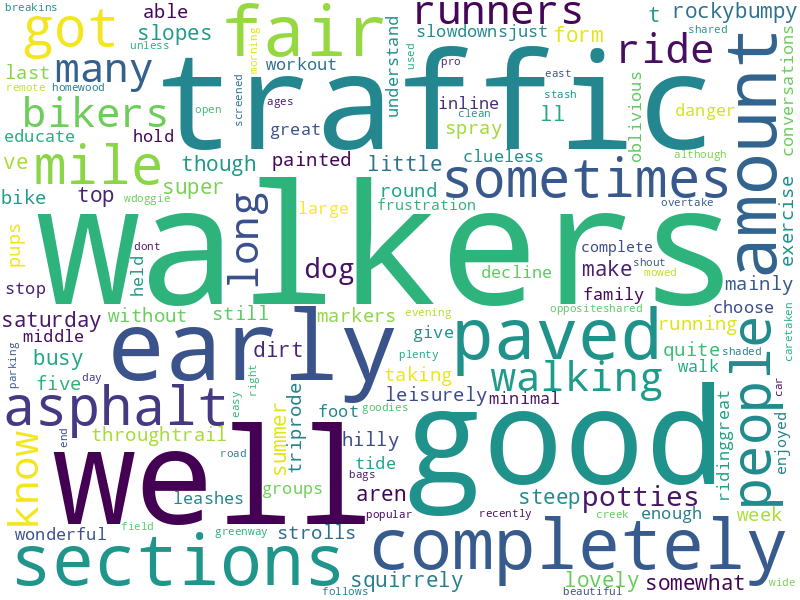 breakins
able
got
unless
fair
runners
slopes
morning
slowdownsjust
form
t
rockybumpy
shared
last
many
remote
homewood
traffic
workout
understand
used
pro
ride
east
inline
stash
clean
ll
spray
danger
conversations
amount
bikers
screened
open
ages
great
hold
educate
ve
mile
though
painted
little
clueless
oblivious
although
super
round
sometimes
bike
top
wdoggie
large
frustration
overtake
exercise
walkers
long
pups
held
dont
dog
decline
complete
make
shout
mowed
family
mainly
stop
without
still
markers
evening
oppositeshared
choose
saturday
middle
early
dirt
give
paved
running
quite
shaded
caretaken
busy
parking
five
day
easy
right
taking
plenty
walking
walk
people
car
asphalt
leisurely
minimal
foot
goodies
good
know
throughtrail
summer
triprode
hilly
ridinggreat
enjoyed
end
well
road
tide
bags
leashes
groups
aren
steep
potties
popular
recently
creek
enough
week
wonderful
field
greenway
strolls
completely
sections
squirrely
follows
lovely
beautiful
somewhat
wide